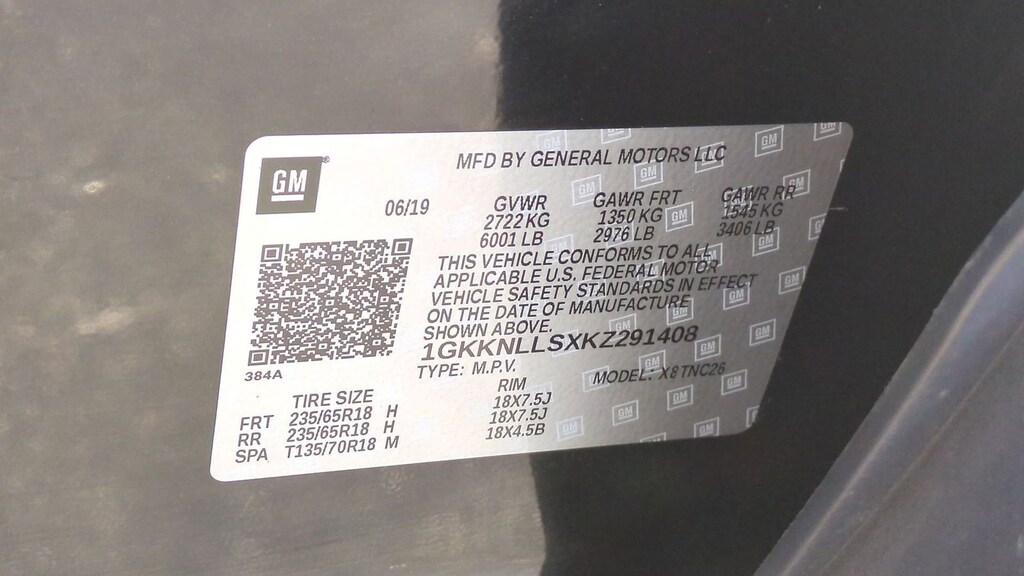 GM
MFD BY GENERAL MOTORS LLC
06/19
GVWR GAWR FRT GAWR RR
2722 KG 1350 KG 1545 KG
6001 LB 2976 LB 3406 LB
THIS VEHICLE CONFORMS TO ALL
APPLICABLE U.S. FEDERAL MOTOR
VEHICLE SAFETY STANDARDS IN EFFECT
ON THE DATE OF MANUFACTURE
SHOWN ABOVE.
1GKKNLLSXKZ291408
TYPE: M.P.V. MODEL: X8TNC26
384A
TIRE SIZE RIM
FRT 235/65R18 H 18X7.5J
RR 235/65R18 H 18X7.5J
SPA T135/70R18 M 18X4.5B